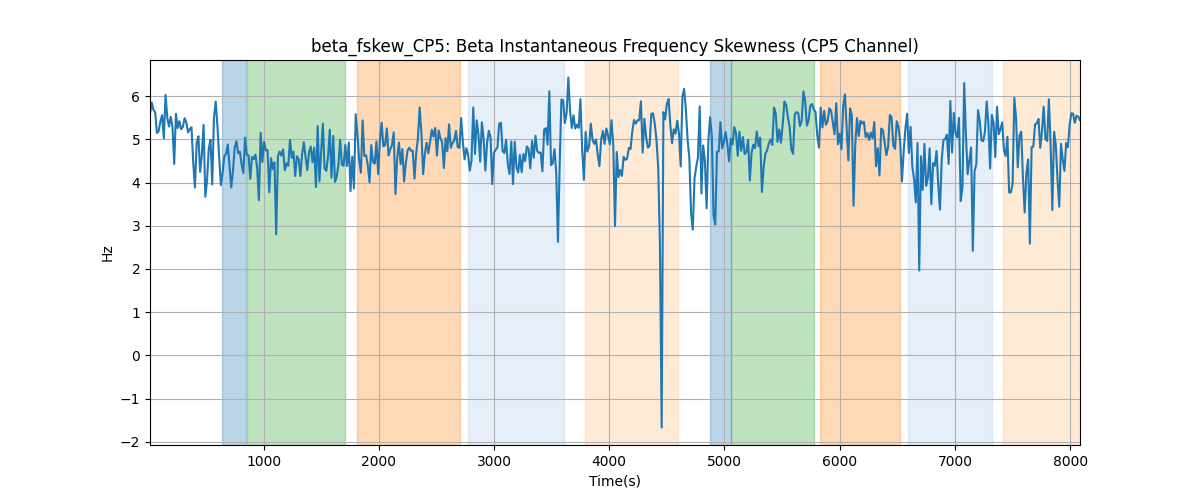 beta_fskew_CP5: Beta Instantaneous Frequency Skewness (CP5 Channel)
6
5
4
3
2
1
0
−1
−2
Hz
1000 2000 3000 4000 5000 6000 7000 8000
Time(s)